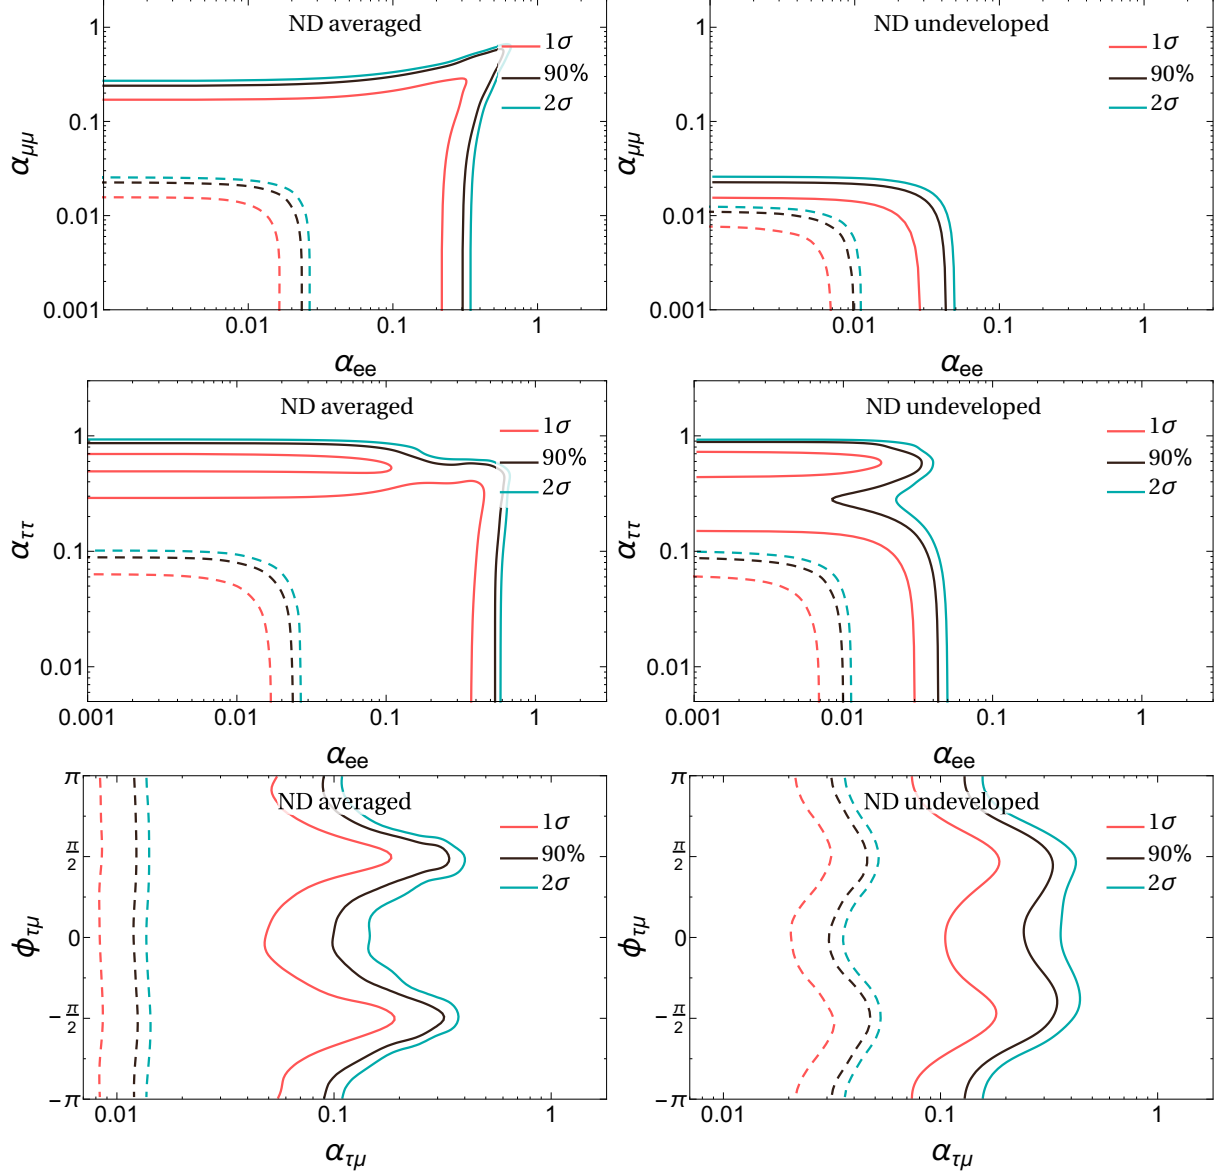 ND averaged
1σ
90%
2σ
1
0.1
0.01
0.001
α_μμ
0.01 0.1 1
α_ee
ND undeveloped
1σ
90%
2σ
1
0.1
0.01
0.001
α_μμ
0.01 0.1 1
α_ee
ND averaged
1σ
90%
2σ
1
0.1
0.01
α_ττ
0.001 0.01 0.1 1
α_ee
ND undeveloped
1σ
90%
2σ
1
0.1
0.01
α_ττ
0.001 0.01 0.1 1
α_ee
ND averaged
1σ
90%
2σ
π
π/2
0
-π/2
-π
ϕ_τμ
0.01 0.1 1
α_τμ
ND undeveloped
1σ
90%
2σ
π
π/2
0
-π/2
-π
ϕ_τμ
0.01 0.1 1
α_τμ